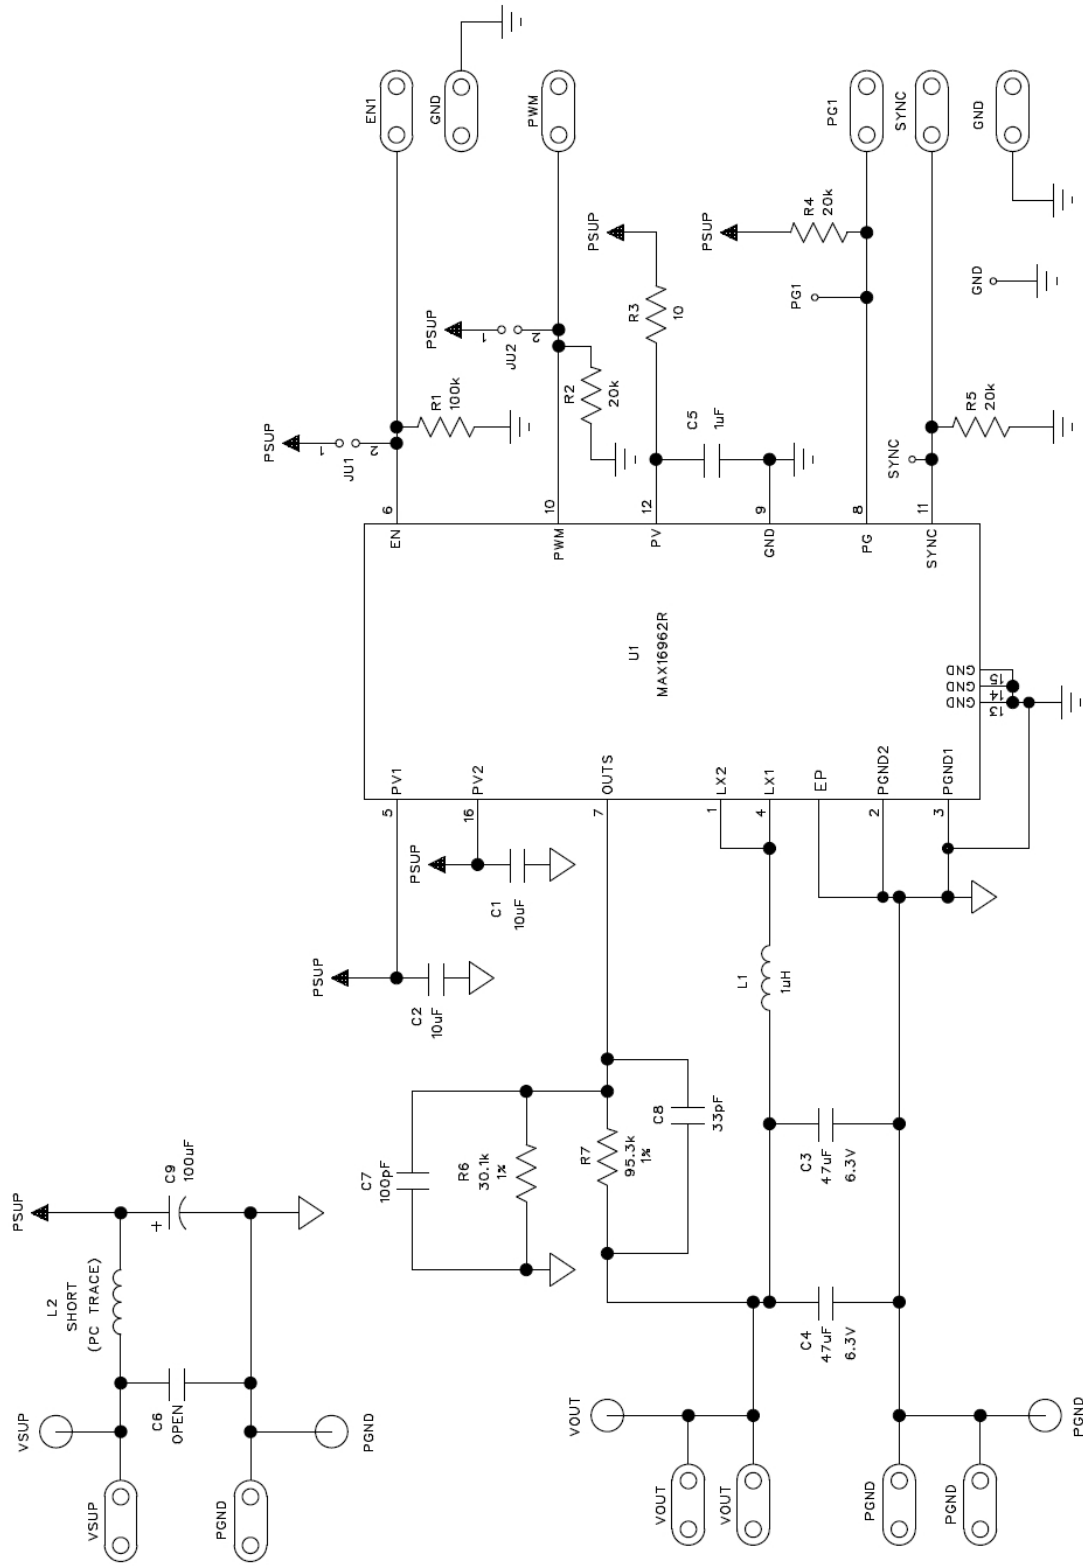 VSUP
VSUP
C6
OPEN
L2
SHORT
(PC TRACE)
PSUP
C9
100uF
+
PGND
PGND
PSUP
C2
10uF
PSUP
C1
10uF
C7
100pF
R6
30.1k
1%
R7
95.3k
1%
C8
33pF
VOUT
VOUT
VOUT
L1
1uH
C4
47uF
6.3V
C3
47uF
6.3V
PGND
PGND
PGND
5
PV1
16
PV2
7
OUTS
1
LX2
4
LX1
EP
2
PGND2
3
PGND1
U1
MAX16962R
13
GND
14
GND
15
GND
EN
6
PWM
10
PV
12
GND
9
PG
8
SYNC
11
PSUP
1
2
JU1
R1
100k
EN1
GND
PSUP
1
2
JU2
R2
20k
PWM
PSUP
R3
10
C5
1uF
PSUP
R4
20k
PG1
PG1
SYNC
SYNC
R5
20k
GND
GND